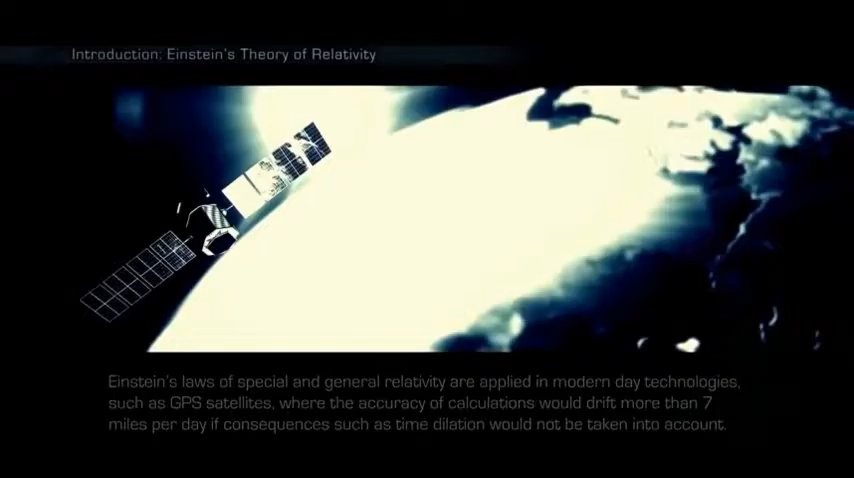 Introduction: Einstein's Theory of Relativity
Einstein's laws of special and general relativity are applied in modern day technologies,
such as GPS satellites, where the accuracy of calculations would drift more than 7
miles per day if consequences such as time dilation would not be taken into account.